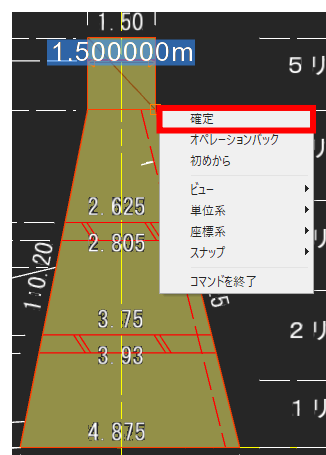 1.50
1.500000m
5 リ
確定
オペレーションバック
初めから
ビュー
単位系
座標系
スナップ
コマンドを終了
リ
リ
2.625
2.805
1:0.20
3.75
3.93
2 リ
1 リ
4.875